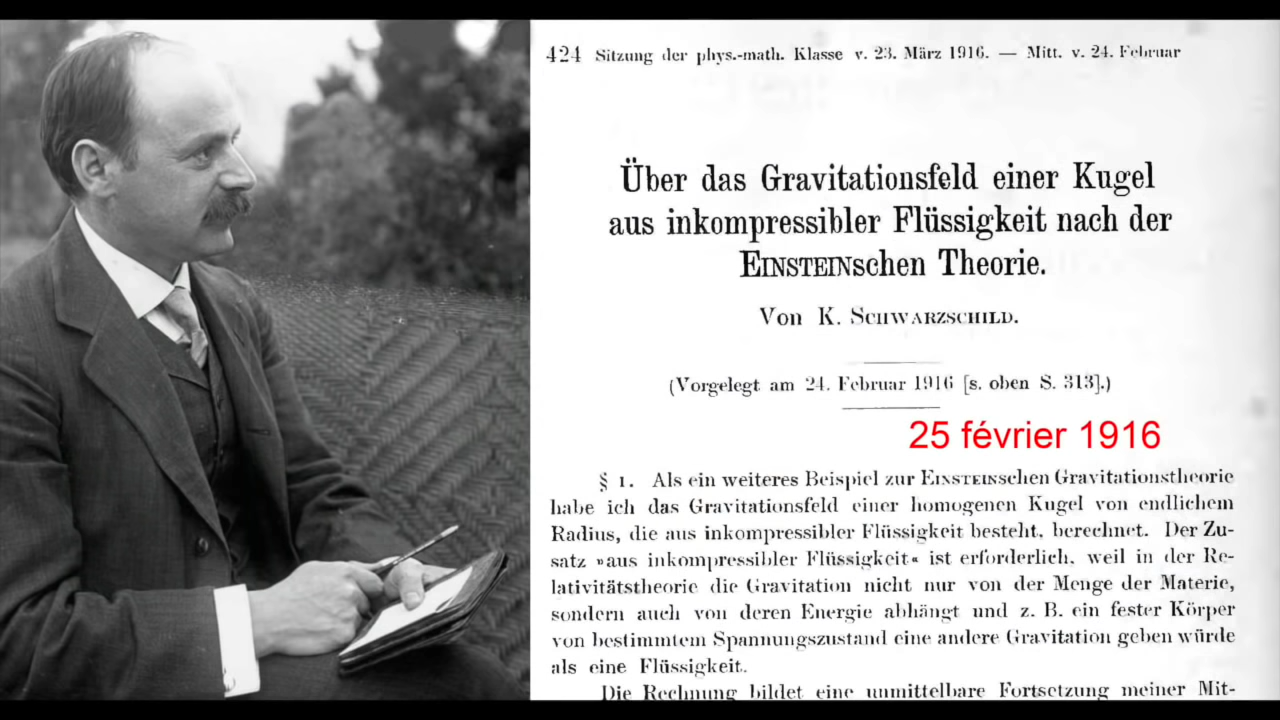 424 Sitzung der phys.-math. Klasse v. 23. März 1916. — Mitt. v. 24. Februar
Über das Gravitationsfeld einer Kugel
aus inkompressibler Flüssigkeit nach der
EINSTEINschen Theorie.
Von K. SCHWARZSCHILD.
(Vorgelegt am 24. Februar 1916 [s. oben S. 313].)
25 février 1916
§ 1. Als ein weiteres Beispiel zur EINSTEINschen Gravitationstheorie
habe ich das Gravitationsfeld einer homogenen Kugel von endlichem
Radius, die aus inkompressibler Flüssigkeit besteht, berechnet. Der Zu-
satz »aus inkompressibler Flüssigkeit« ist erforderlich, weil in der Re-
lativitätstheorie die Gravitation nicht nur von der Menge der Materie,
sondern auch von deren Energie abhängt und z. B. ein fester Körper
von bestimmtem Spannungszustand eine andere Gravitation geben würde
als eine Flüssigkeit.
Die Rechnung bildet eine unmittelbare Fortsetzung meiner Mit-